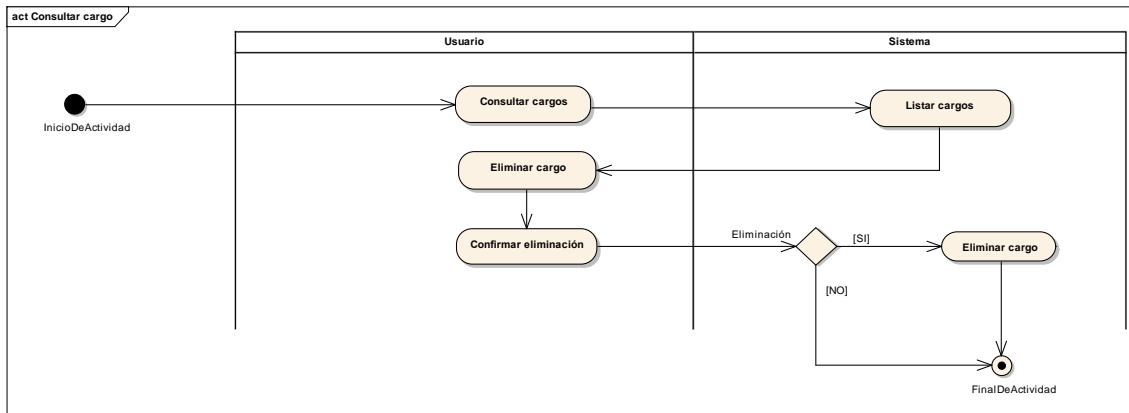 act Consultar cargo
Usuario
Sistema
Consultar cargos
Listar cargos
InicioDeActividad
Eliminar cargo
Confirmar eliminación
Eliminación
[SI]
Eliminar cargo
[NO]
FinalDeActividad